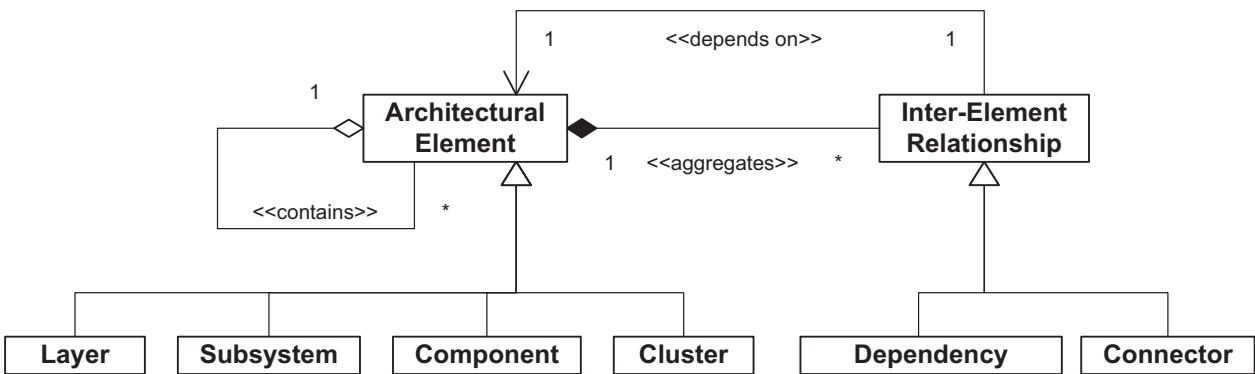 1 <<depends on>> 1
1
Architectural
Element
Inter-Element
Relationship
1 <<aggregates>> *
<<contains>> *
Layer
Subsystem
Component
Cluster
Dependency
Connector